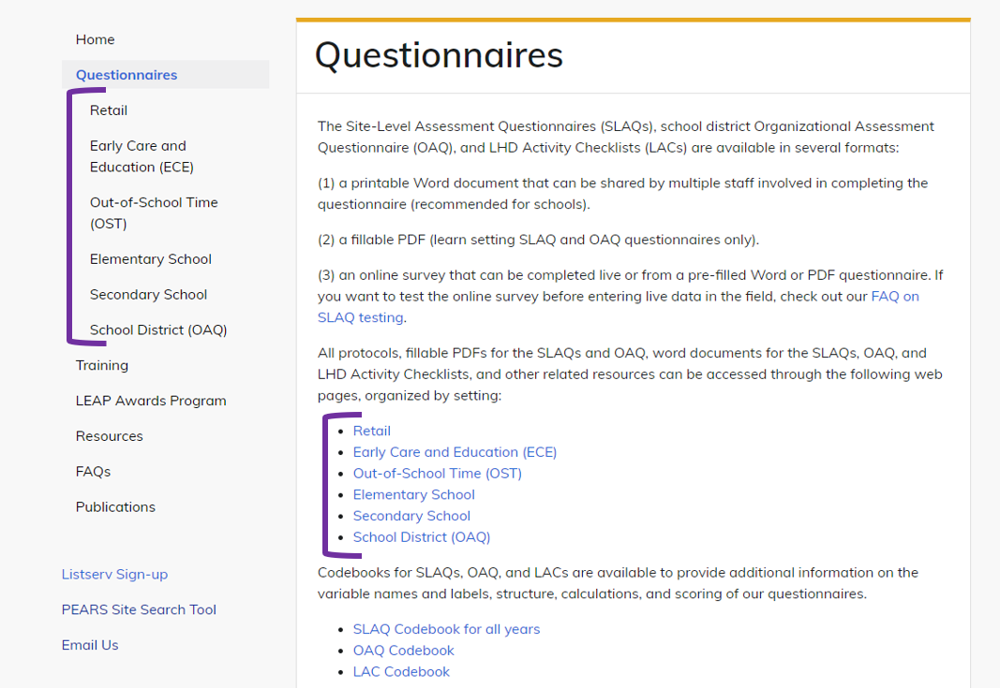 Home
Questionnaires
Retail
Early Care and
Education (ECE)
Out-of-School Time
(OST)
Elementary School
Secondary School
School District (OAQ)
Training
LEAP Awards Program
Resources
FAQs
Publications
Listserv Sign-up
PEARS Site Search Tool
Email Us
Questionnaires
The Site-Level Assessment Questionnaires (SLAQs), school district Organizational Assessment
Questionnaire (OAQ), and LHD Activity Checklists (LACs) are available in several formats:
(1) a printable Word document that can be shared by multiple staff involved in completing the
questionnaire (recommended for schools).
(2) a fillable PDF (learn setting SLAQ and OAQ questionnaires only).
(3) an online survey that can be completed live or from a pre-filled Word or PDF questionnaire. If
you want to test the online survey before entering live data in the field, check out our FAQ on
SLAQ testing.
All protocols, fillable PDFs for the SLAQs and OAQ, word documents for the SLAQs, OAQ, and
LHD Activity Checklists, and other related resources can be accessed through the following web
pages, organized by setting:
• Retail
• Early Care and Education (ECE)
• Out-of-School Time (OST)
• Elementary School
• Secondary School
• School District (OAQ)
Codebooks for SLAQs, OAQ, and LACs are available to provide additional information on the
variable names and labels, structure, calculations, and scoring of our questionnaires.
• SLAQ Codebook for all years
• OAQ Codebook
• LAC Codebook